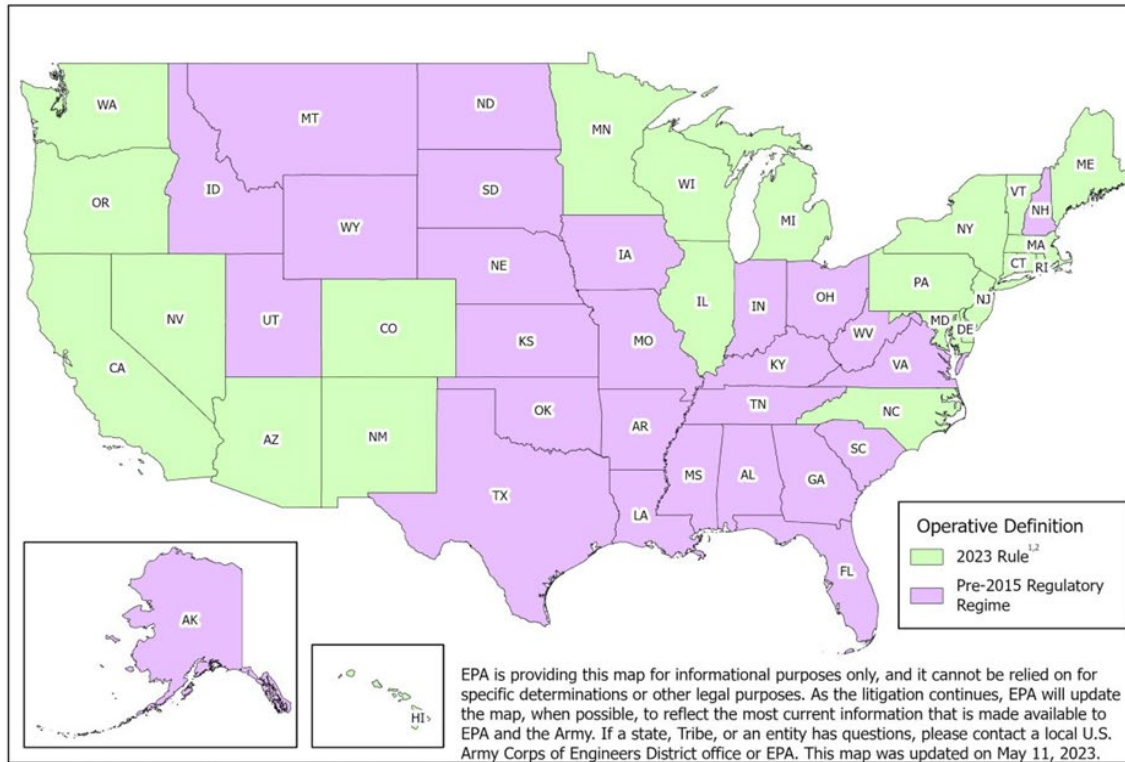 WA
MT
ND
MN
ME
OR
ID
SD
WI
VT
NH
WY
MI
NY
MA
CT
RI
IA
NE
PA
NJ
NV
UT
CO
IL
IN
OH
MD
DE
CA
KS
MO
WV
KY
VA
AZ
NM
OK
TN
NC
AR
SC
TX
MS
AL
GA
LA
FL
AK
HI
Operative Definition
2023 Rule1,2
Pre-2015 Regulatory
Regime
EPA is providing this map for informational purposes only, and it cannot be relied on for
specific determinations or other legal purposes. As the litigation continues, EPA will update
the map, when possible, to reflect the most current information that is made available to
EPA and the Army. If a state, Tribe, or an entity has questions, please contact a local U.S.
Army Corps of Engineers District office or EPA. This map was updated on May 11, 2023.